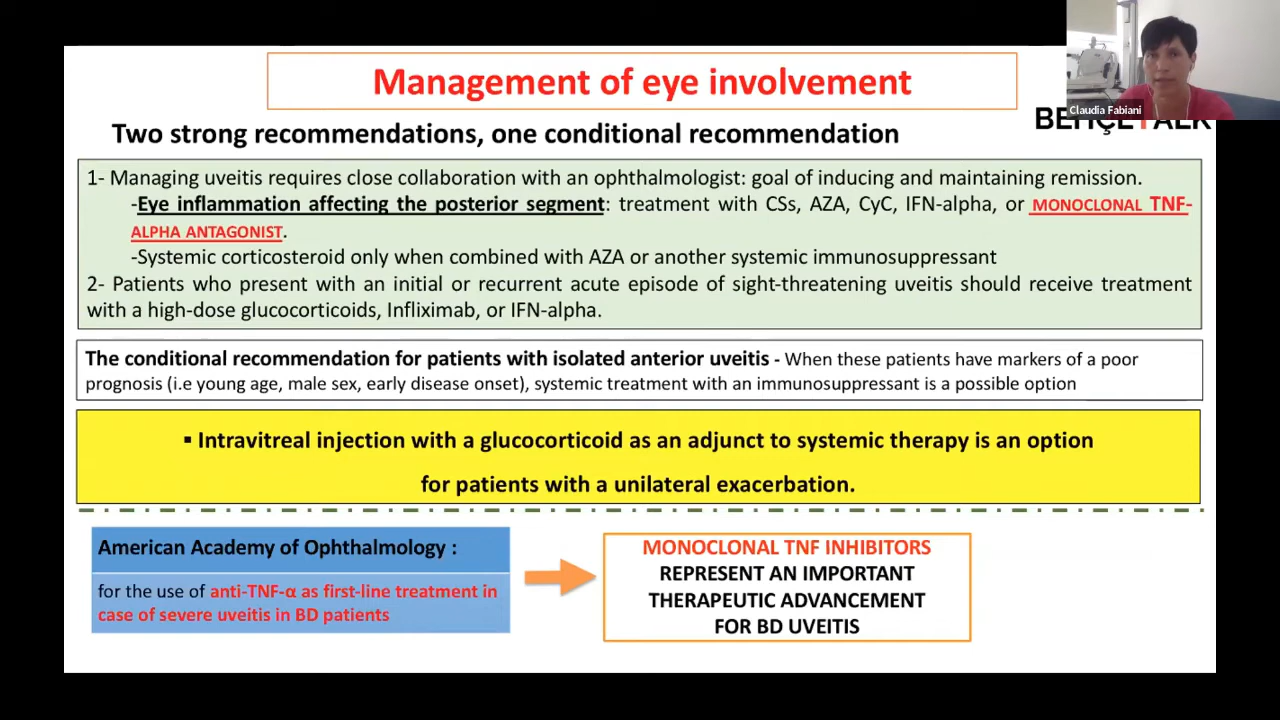 Management of eye involvement
Claudia Fabiani
BEHÇETALK
Two strong recommendations, one conditional recommendation
1- Managing uveitis requires close collaboration with an ophthalmologist: goal of inducing and maintaining remission.
-Eye inflammation affecting the posterior segment: treatment with CSs, AZA, CyC, IFN-alpha, or MONOCLONAL TNF-
ALPHA ANTAGONIST.
-Systemic corticosteroid only when combined with AZA or another systemic immunosuppressant
2- Patients who present with an initial or recurrent acute episode of sight-threatening uveitis should receive treatment
with a high-dose glucocorticoids, Infliximab, or IFN-alpha.
The conditional recommendation for patients with isolated anterior uveitis - When these patients have markers of a poor
prognosis (i.e young age, male sex, early disease onset), systemic treatment with an immunosuppressant is a possible option
▪ Intravitreal injection with a glucocorticoid as an adjunct to systemic therapy is an option
for patients with a unilateral exacerbation.
American Academy of Ophthalmology :
for the use of anti-TNF-α as first-line treatment in
case of severe uveitis in BD patients
MONOCLONAL TNF INHIBITORS
REPRESENT AN IMPORTANT
THERAPEUTIC ADVANCEMENT
FOR BD UVEITIS